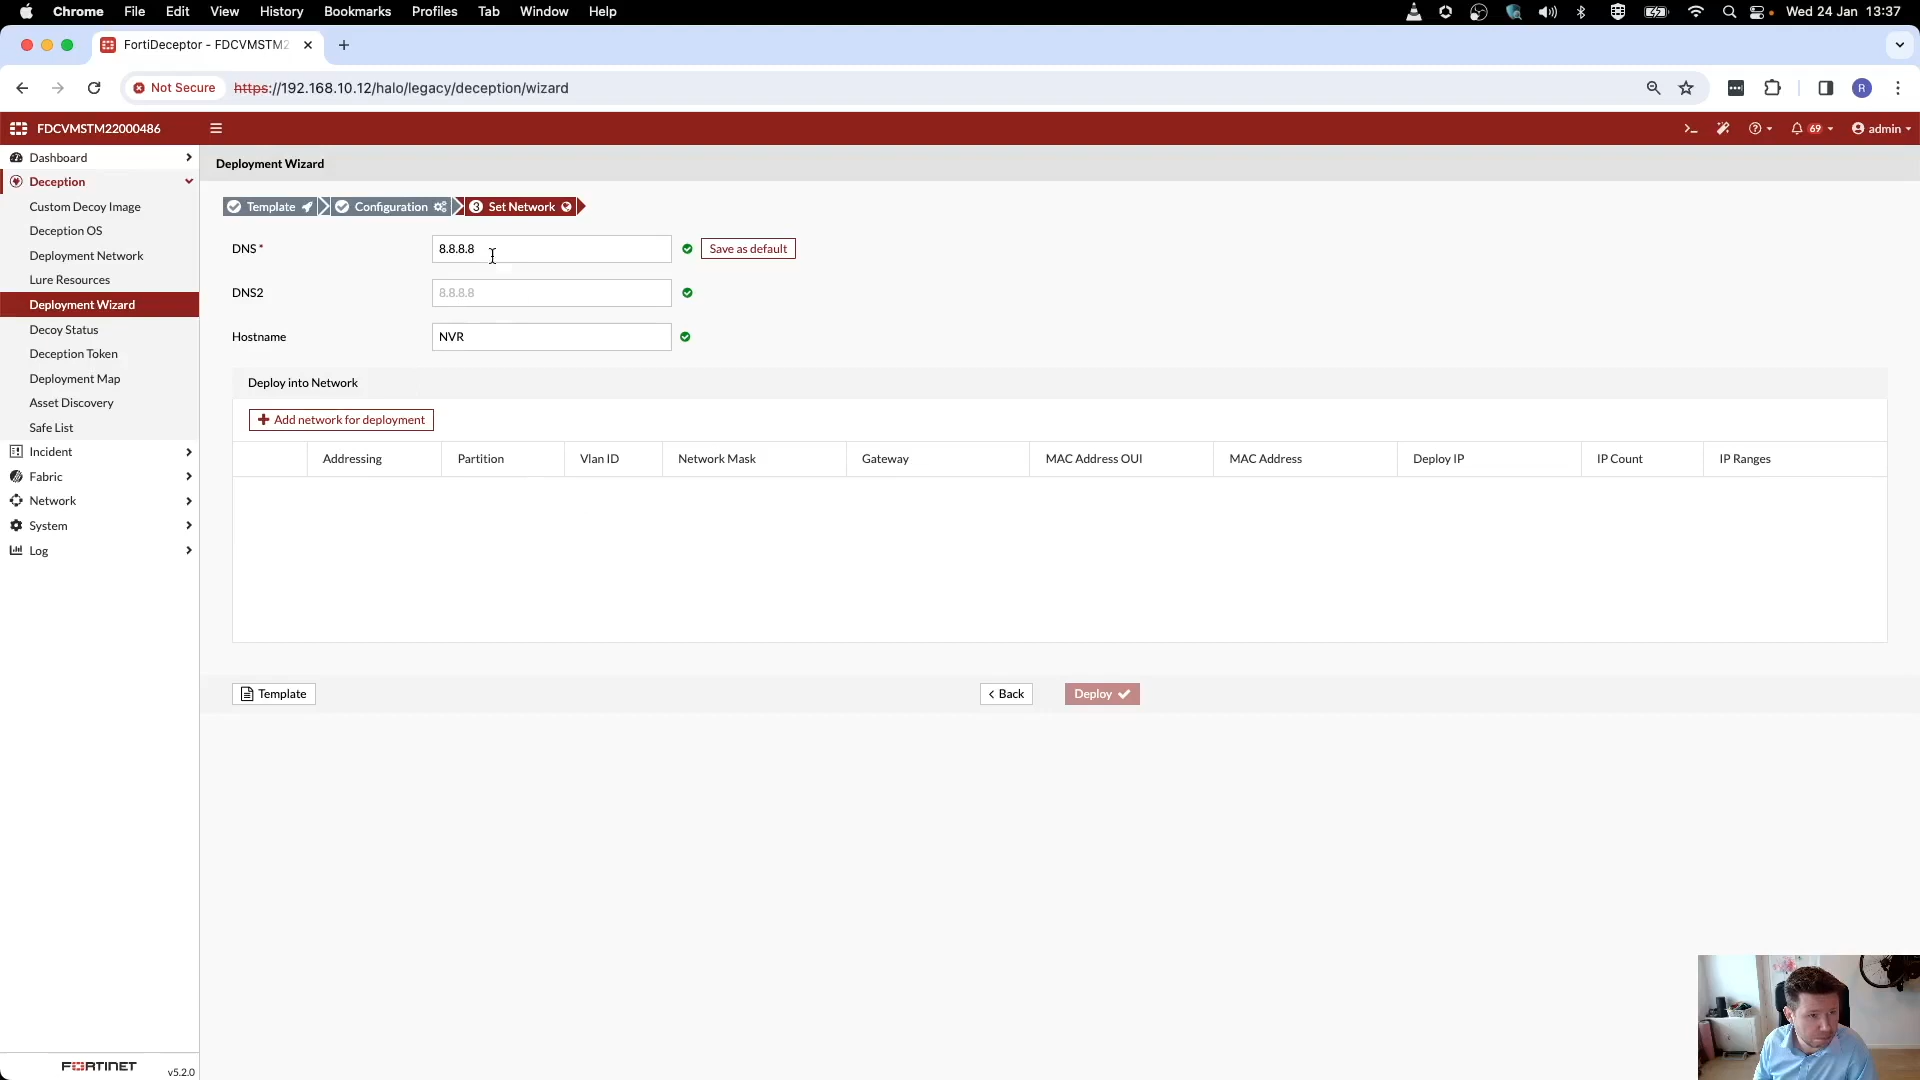 Chrome File Edit View History Bookmarks Profiles Tab Window Help Wed 24 Jan 13:37
FortiDeceptor - FDCVMSTM2
Not Secure https://192.168.10.12/halo/legacy/deception/wizard R
FDCVMSTM22000486 69 admin
Dashboard
Deception
Custom Decoy Image
Deception OS
Deployment Network
Lure Resources
Deployment Wizard
Decoy Status
Deception Token
Deployment Map
Asset Discovery
Safe List
Incident
Fabric
Network
System
Log
FORTINET v5.2.0
Deployment Wizard
Template Configuration 3 Set Network
DNS * 8.8.8.8 Save as default
DNS2 8.8.8.8
Hostname NVR
Deploy into Network
Add network for deployment
Addressing Partition Vlan ID Network Mask Gateway MAC Address OUI MAC Address Deploy IP IP Count IP Ranges
Template Back Deploy